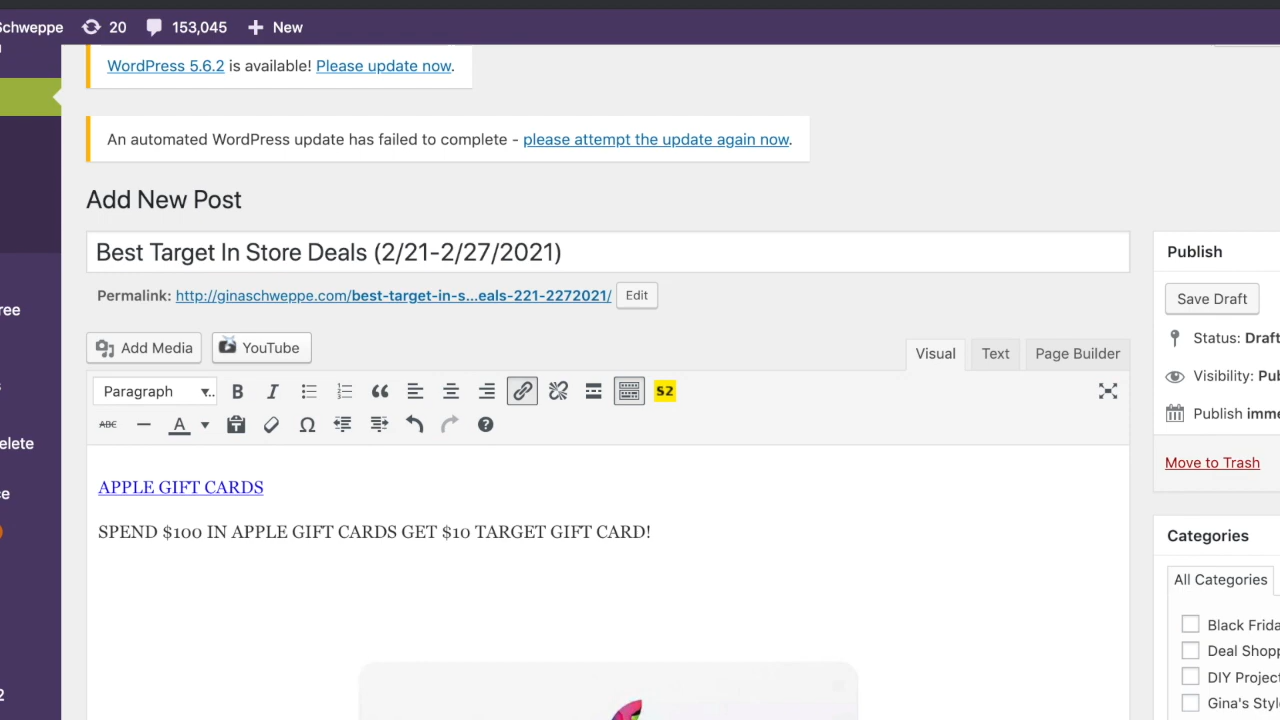 Schweppe 20 153,045 New
WordPress 5.6.2 is available! Please update now.
An automated WordPress update has failed to complete - please attempt the update again now.
Add New Post
Best Target In Store Deals (2/21-2/27/2021)
Publish
Permalink: http://ginaschweppe.com/best-target-in-s...eals-221-2272021/ Edit
Save Draft
ree
Status: Draft
Add Media YouTube
Visual Text Page Builder
Visibility: Pub
Paragraph B I S2
Publish imme
ABC A
elete
Move to Trash
APPLE GIFT CARDS
ce
SPEND $100 IN APPLE GIFT CARDS GET $10 TARGET GIFT CARD!
Categories
All Categories
Black Frida
Deal Shopp
DIY Project
2
Gina's Styl